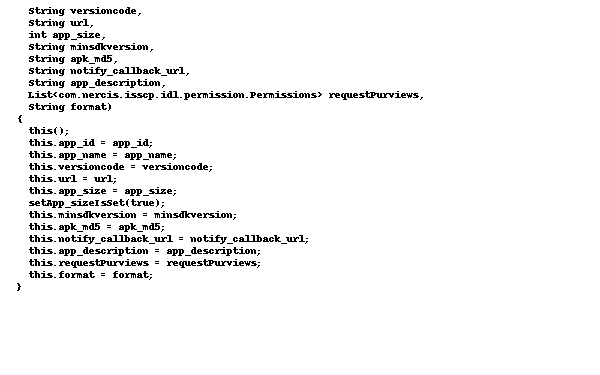 String versioncode,
String url,
int app_size,
String minsdkversion,
String apk_md5,
String notify_callback_url,
String app_description,
List<com.nercis.isscp.idl.permission.Permissions> requestPurviews,
String format)
{
this();
this.app_id = app_id;
this.app_name = app_name;
this.versioncode = versioncode;
this.url = url;
this.app_size = app_size;
setApp_sizeIsSet(true);
this.minsdkversion = minsdkversion;
this.apk_md5 = apk_md5;
this.notify_callback_url = notify_callback_url;
this.app_description = app_description;
this.requestPurviews = requestPurviews;
this.format = format;
}